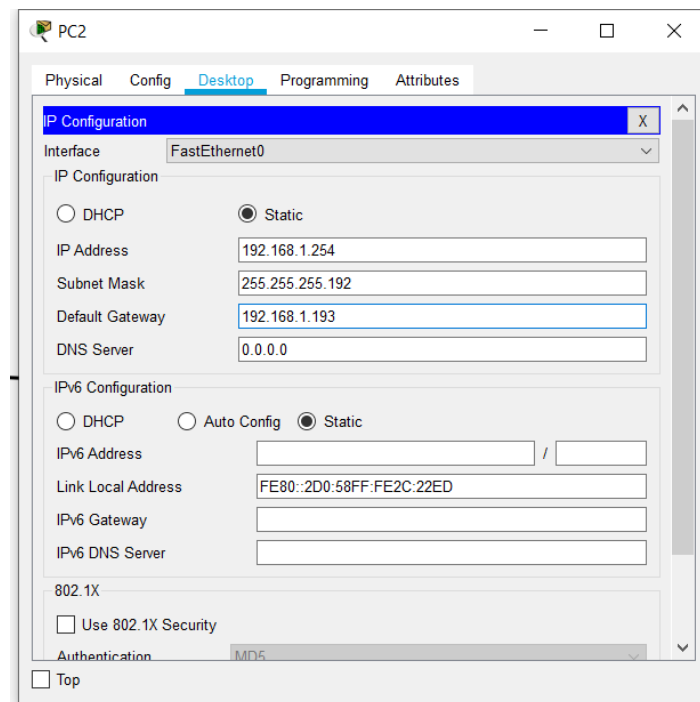 PC2
Physical Config Desktop Programming Attributes
IP Configuration X
Interface FastEthernet0
IP Configuration
DHCP Static
IP Address 192.168.1.254
Subnet Mask 255.255.255.192
Default Gateway 192.168.1.193
DNS Server 0.0.0.0
IPv6 Configuration
DHCP Auto Config Static
IPv6 Address /
Link Local Address FE80::2D0:58FF:FE2C:22ED
IPv6 Gateway
IPv6 DNS Server
802.1X
Use 802.1X Security
Authentication MD5
Top